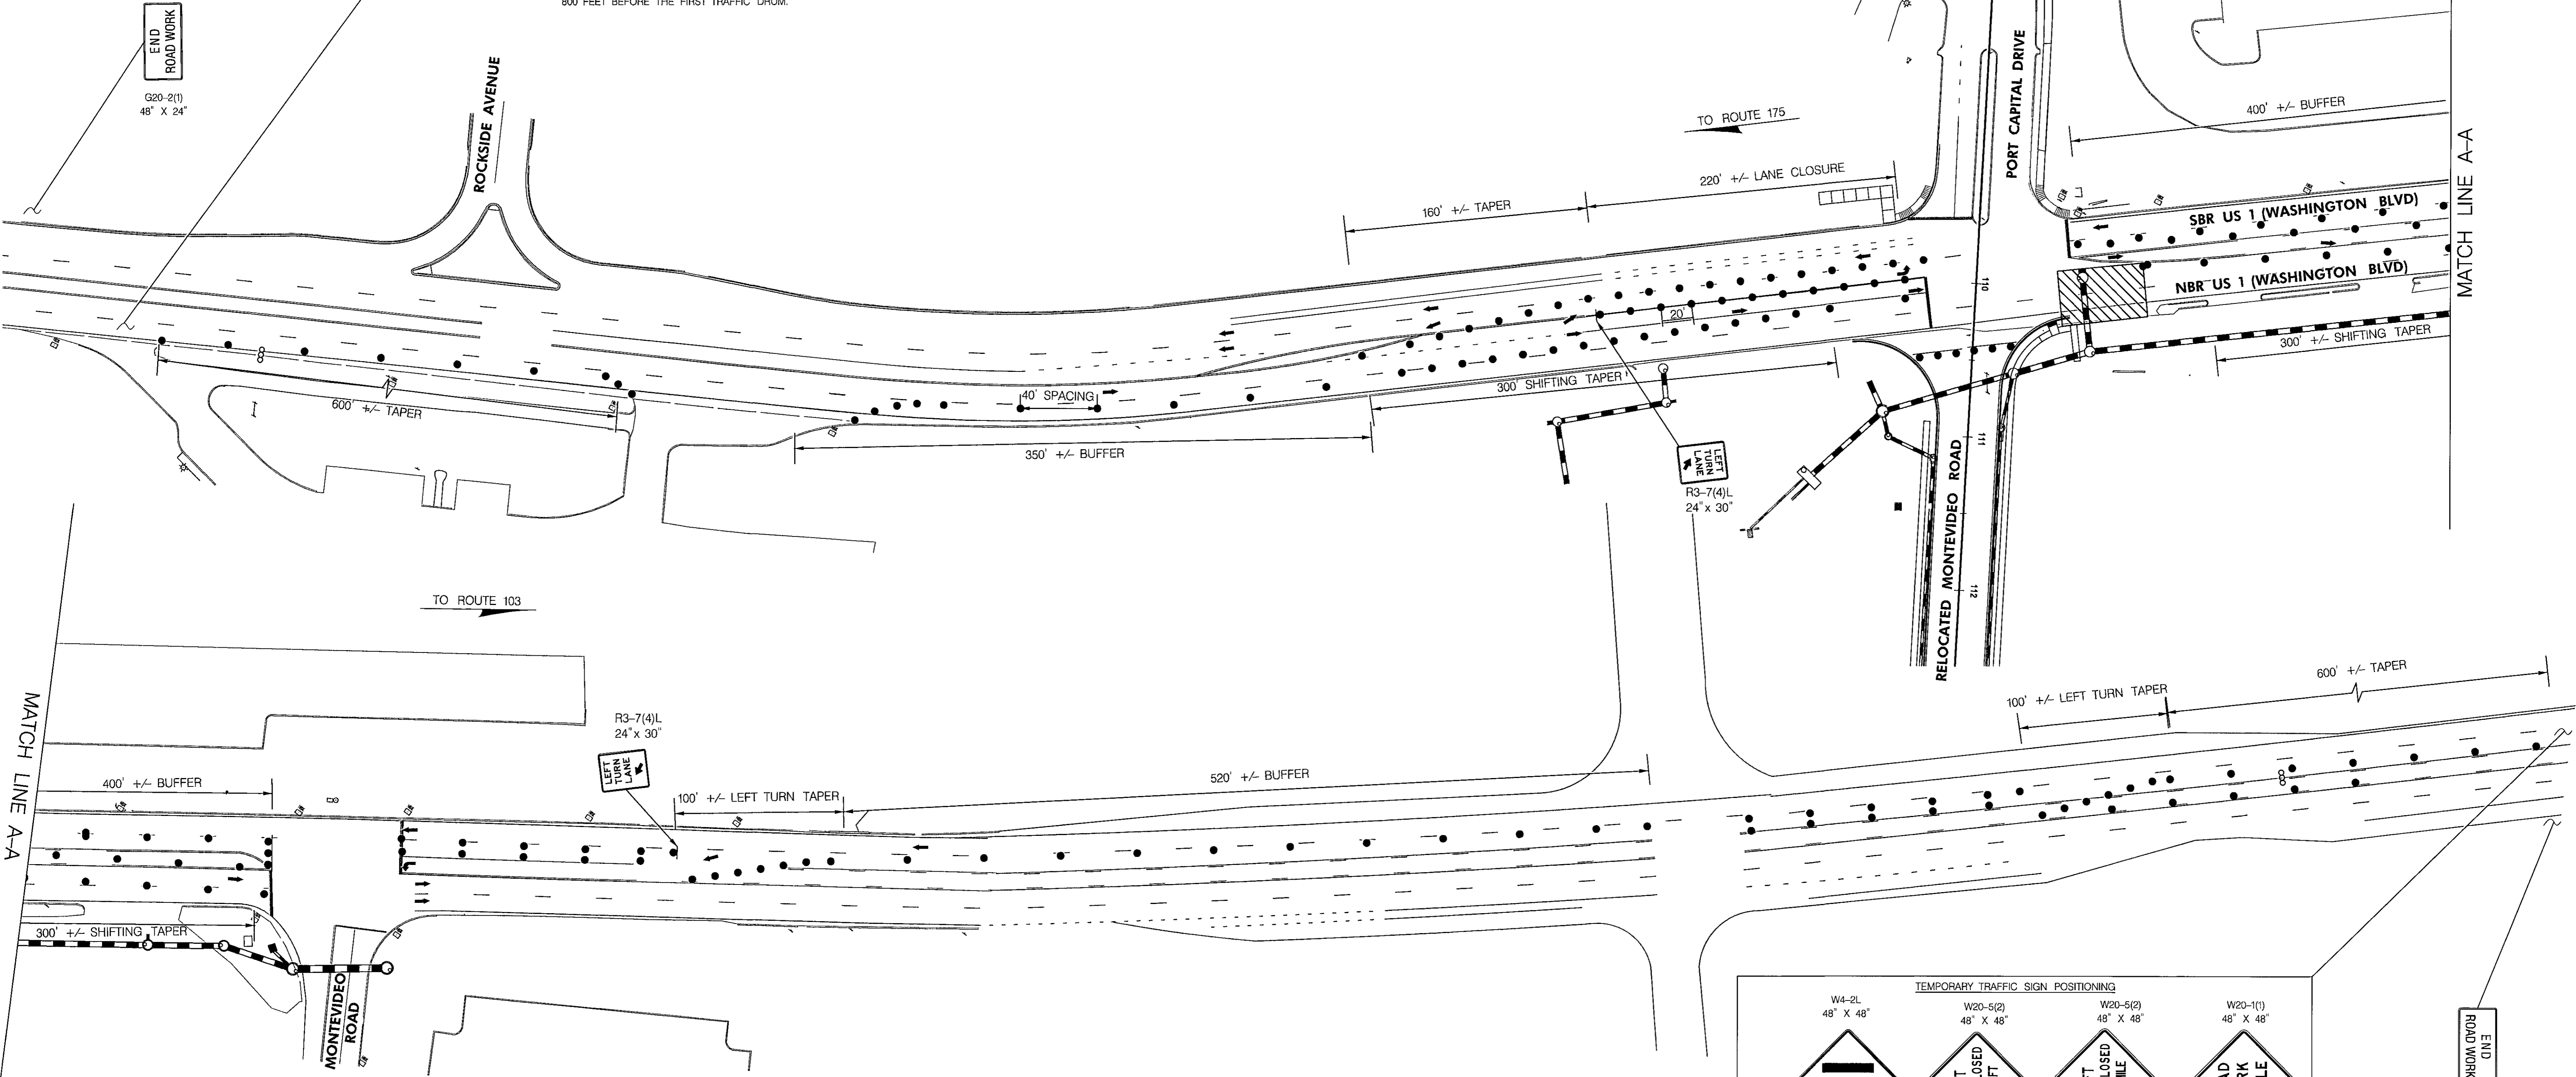 800 FEET BEFORE THE FIRST TRAFFIC DRUM.
END
ROAD WORK
G20-2(1)
48" X 24"
ROCKSIDE AVENUE
TO ROUTE 175
PORT CAPITAL DRIVE
400' +/- BUFFER
MATCH LINE A-A
160' +/- TAPER
220' +/- LANE CLOSURE
SBR US 1 (WASHINGTON BLVD)
NBR US 1 (WASHINGTON BLVD)
110
20'
300' +/- SHIFTING TAPER
600' +/- TAPER
40' SPACING
300' SHIFTING TAPER
350' +/- BUFFER
LEFT
TURN
LANE
R3-7(4)L
24" x 30"
111
RELOCATED MONTEVIDEO ROAD
112
TO ROUTE 103
MATCH LINE A-A
R3-7(4)L
24" x 30"
LEFT
TURN
LANE
400' +/- BUFFER
100' +/- LEFT TURN TAPER
520' +/- BUFFER
100' +/- LEFT TURN TAPER
600' +/- TAPER
300' +/- SHIFTING TAPER
MONTEVIDEO
ROAD
TEMPORARY TRAFFIC SIGN POSITIONING
W4-2L
48" X 48"
W20-5(2)
48" X 48"
W20-5(2)
48" X 48"
W20-1(1)
48" X 48"
END
ROAD WORK